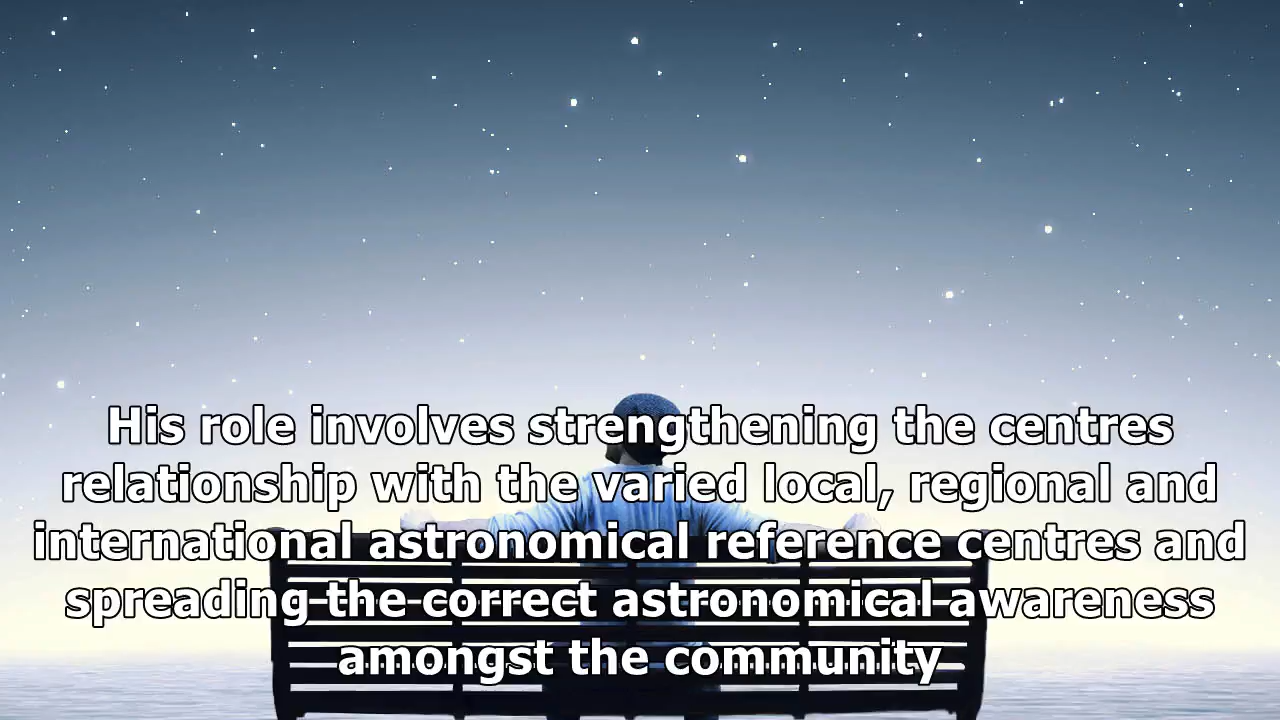 His role involves strengthening the centres
relationship with the varied local, regional and
international astronomical reference centres and
spreading the correct astronomical awareness
amongst the community